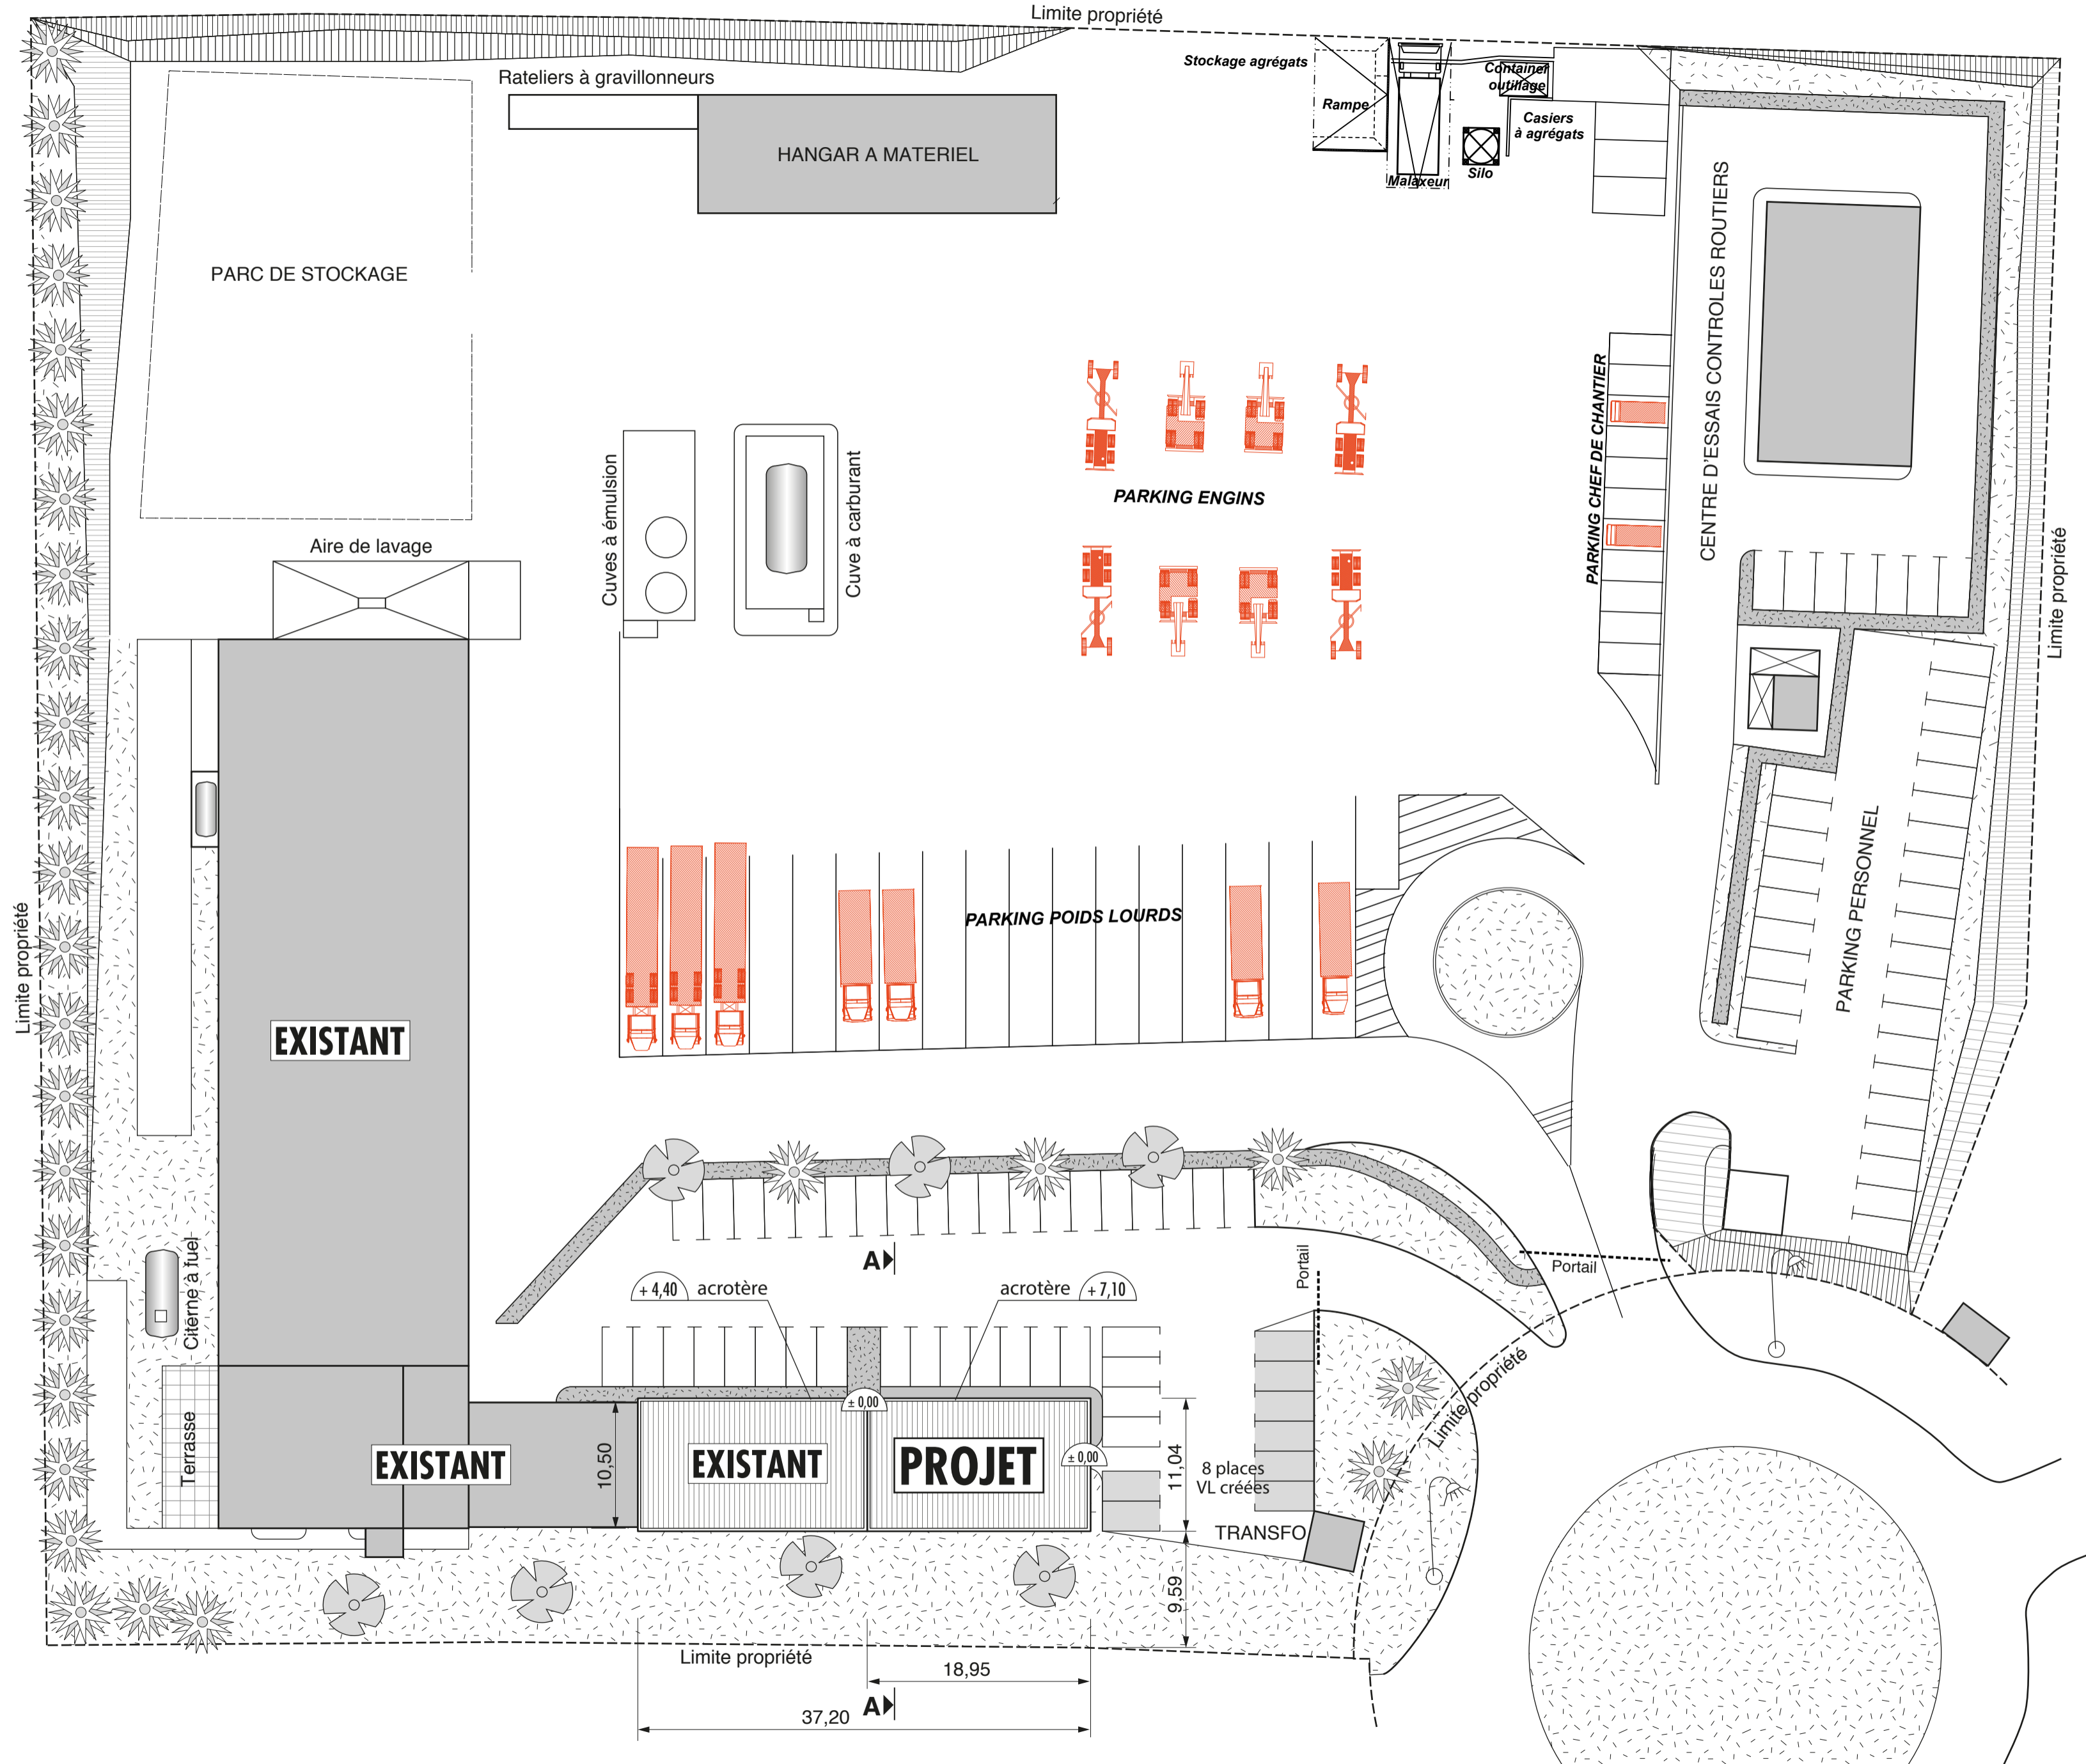 Limite propriété
Stockage agrégats
Container
outillage
Rateliers à gravillonneurs
Rampe
Casiers
à agrégats
HANGAR A MATERIEL
Malaxeur
Silo
PARC DE STOCKAGE
CENTRE D'ESSAIS CONTROLES ROUTIERS
PARKING CHEF DE CHANTIER
Cuves à émulsion
Cuve à carburant
PARKING ENGINS
Aire de lavage
Limite propriété
PARKING PERSONNEL
PARKING POIDS LOURDS
Limite propriété
EXISTANT
Citerne à fuel
A
Portail
Portail
+ 4,40
acrotère
acrotère
+ 7,10
Limite propriété
± 0,00
Terrasse
EXISTANT
10,50
EXISTANT
PROJET
± 0,00
11,04
8 places
VL créées
TRANSFO
9,59
Limite propriété
18,95
A
37,20